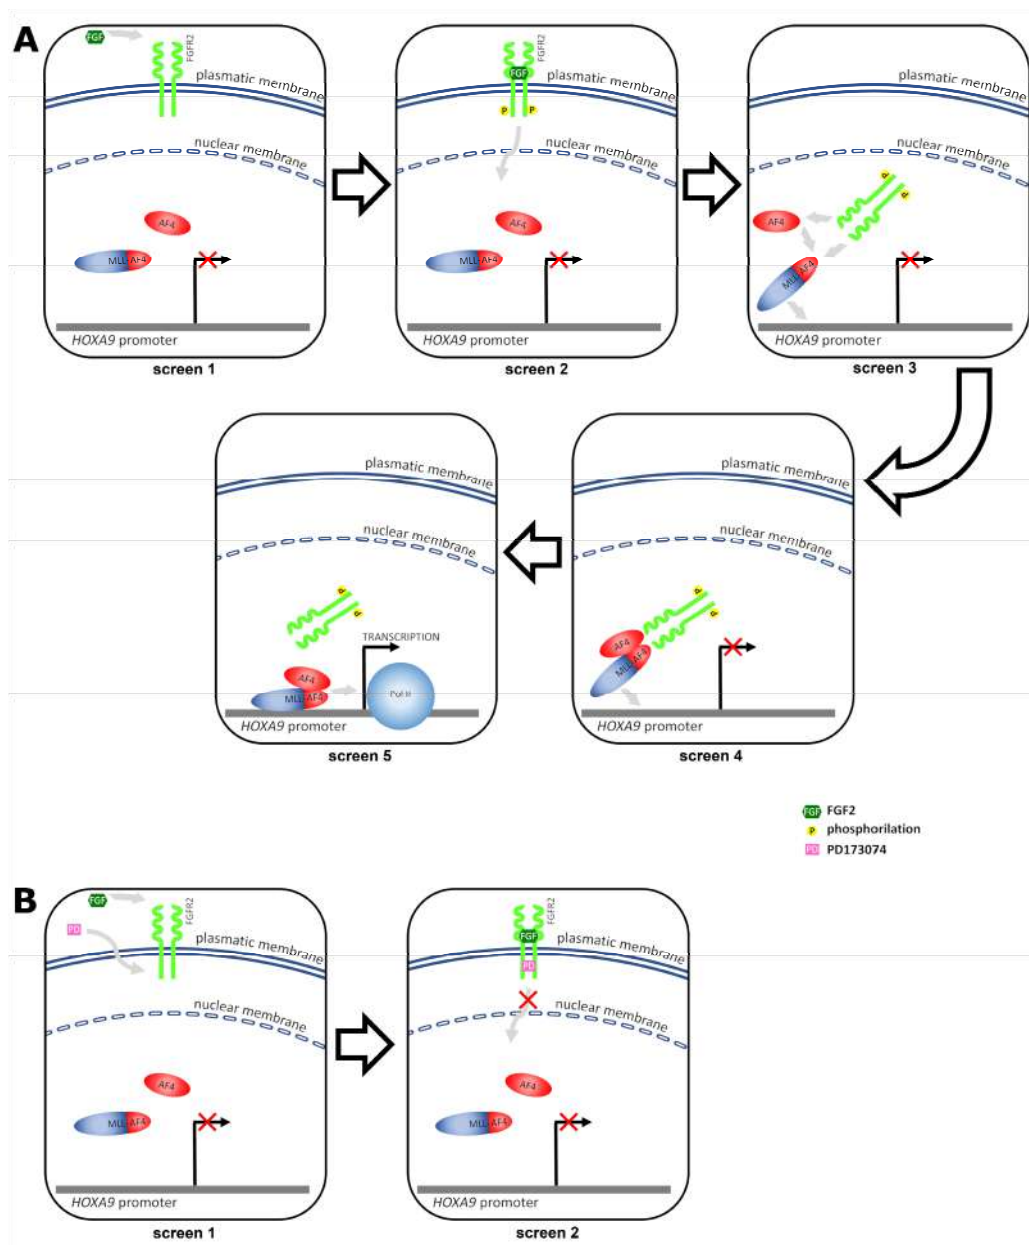 A
FGF
FGFR2
plasmatic membrane
nuclear membrane
AF4
MLL-AF4
HOXA9 promoter
screen 1
FGFR2
FGF
plasmatic membrane
P P
nuclear membrane
AF4
MLL-AF4
HOXA9 promoter
screen 2
plasmatic membrane
nuclear membrane
P
P
AF4
MLL-AF4
HOXA9 promoter
screen 3
plasmatic membrane
nuclear membrane
P
P
TRANSCRIPTION
AF4
MLL-AF4
Pol II
HOXA9 promoter
screen 5
plasmatic membrane
nuclear membrane
P
P
AF4
MLL-AF4
HOXA9 promoter
screen 4
FGF FGF2
P phosphorilation
PD PD173074
B
FGF
FGFR2
PD
plasmatic membrane
nuclear membrane
AF4
MLL-AF4
HOXA9 promoter
screen 1
FGFR2
FGF
plasmatic membrane
PD
nuclear membrane
AF4
MLL-AF4
HOXA9 promoter
screen 2